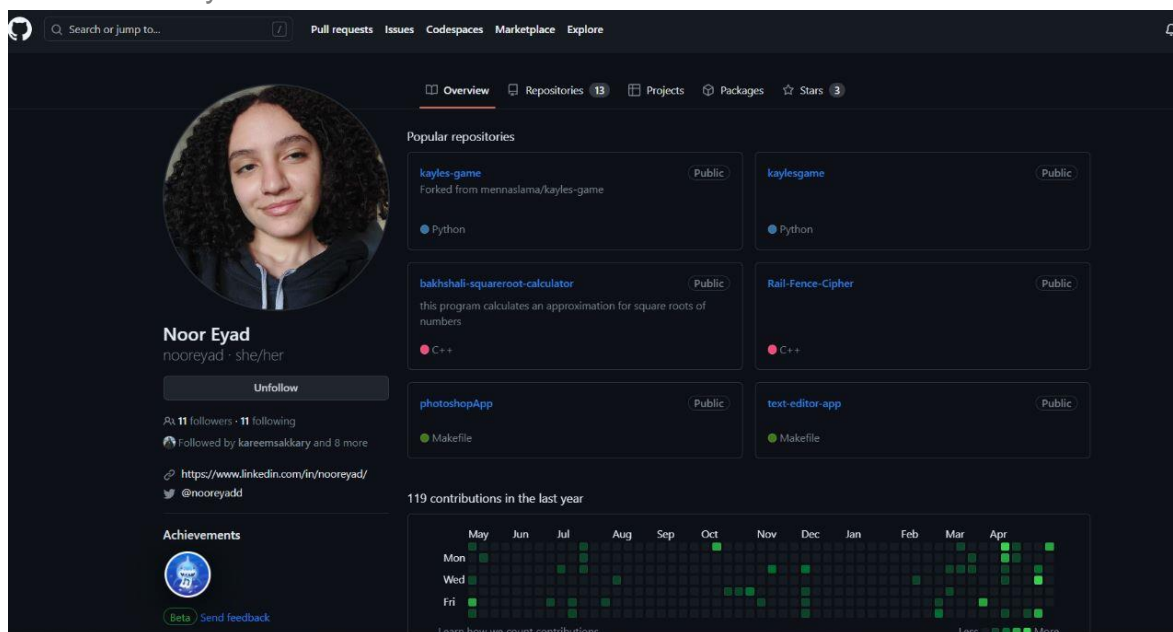 Search or jump to...
/
Pull requests Issues Codespaces Marketplace Explore
Overview Repositories 13 Projects Packages Stars 3
Noor Eyad
nooreyad · she/her
Unfollow
11 followers · 11 following
Followed by kareemsakkary and 8 more
https://www.linkedin.com/in/nooreyad/
@nooreyadd
Achievements
Beta Send feedback
Popular repositories
kayles-game Public
Forked from mennaslama/kayles-game
Python
kaylesgame Public
Python
bakhshali-squareroot-calculator Public
this program calculates an approximation for square roots of
numbers
C++
Rail-Fence-Cipher Public
C++
photoshopApp Public
Makefile
text-editor-app Public
Makefile
119 contributions in the last year
May Jun Jul Aug Sep Oct Nov Dec Jan Feb Mar Apr
Mon
Wed
Fri
Learn how we count contributions
Less More